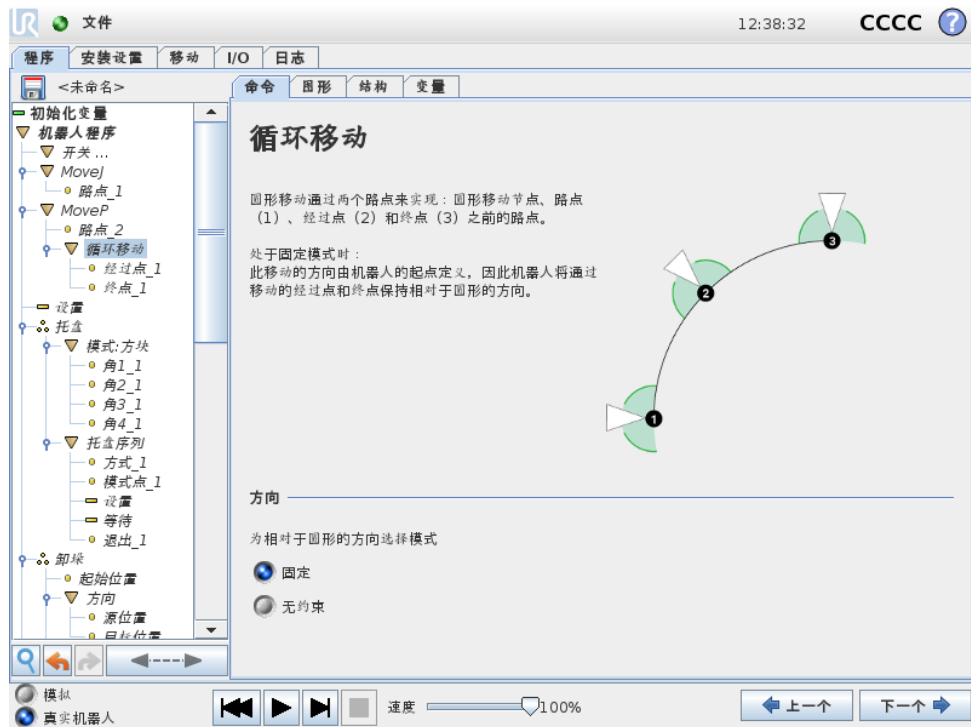 UR 文件 12:38:32 CCCC ?
程序 安装设置 移动 I/O 日志
<未命名>
命令 图形 结构 变量
初始化变量
机器人程序
开关 ...
MoveJ
路点_1
MoveP
路点_2
循环移动
经过点_1
终点_1
设置
托盘
模式:方块
角1_1
角2_1
角3_1
角4_1
托盘序列
方式_1
模式点_1
设置
等待
退出_1
卸垛
起始位置
方向
源位置
目标位置
循环移动
圆形移动通过两个路点来实现：圆形移动节点、路点
（1）、经过点（2）和终点（3）之前的路点。
处于固定模式时：
此移动的方向由机器人的起点定义，因此机器人将通过
移动的经过点和终点保持相对于圆形的方向。
3
2
1
方向
为相对于圆形的方向选择模式
固定
无约束
模拟
真实机器人
速度 100%
上一个 下一个